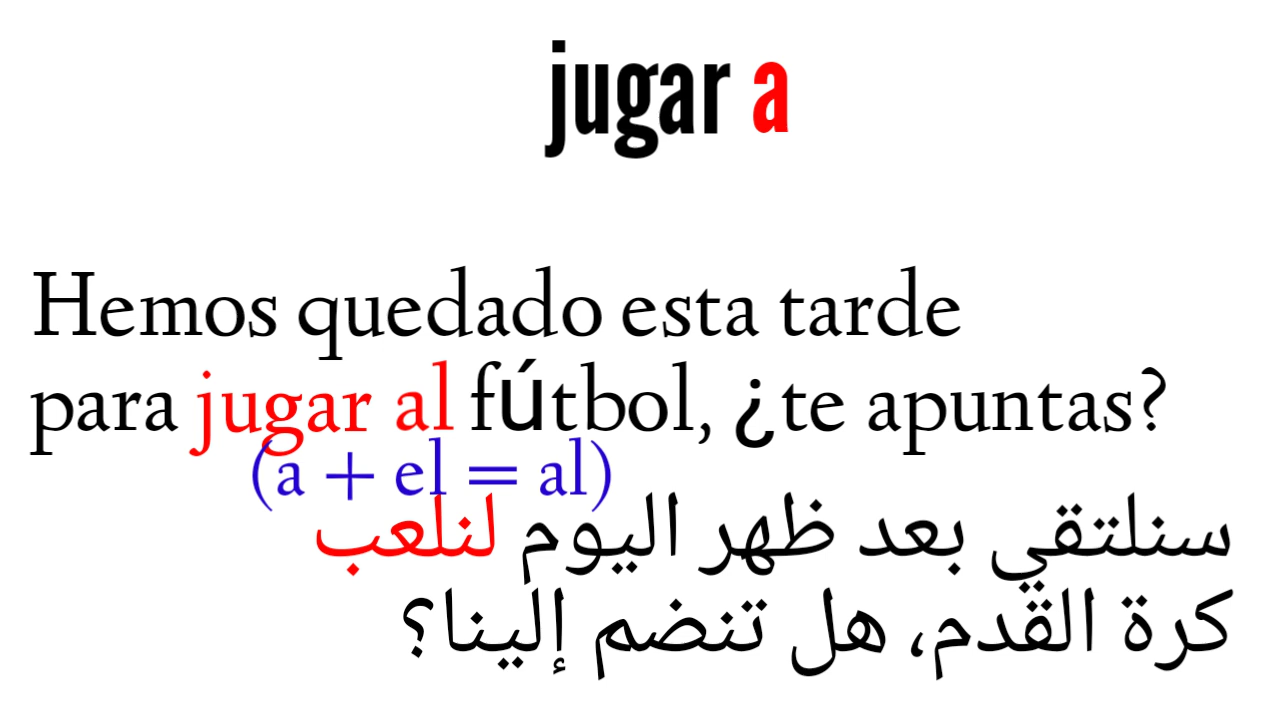 jugar a
Hemos quedado esta tarde
para jugar al fútbol, ¿te apuntas?
(a + el = al)
سنلتقي بعد ظهر اليوم لنلعب
كرة القدم، هل تنضم إلينا؟